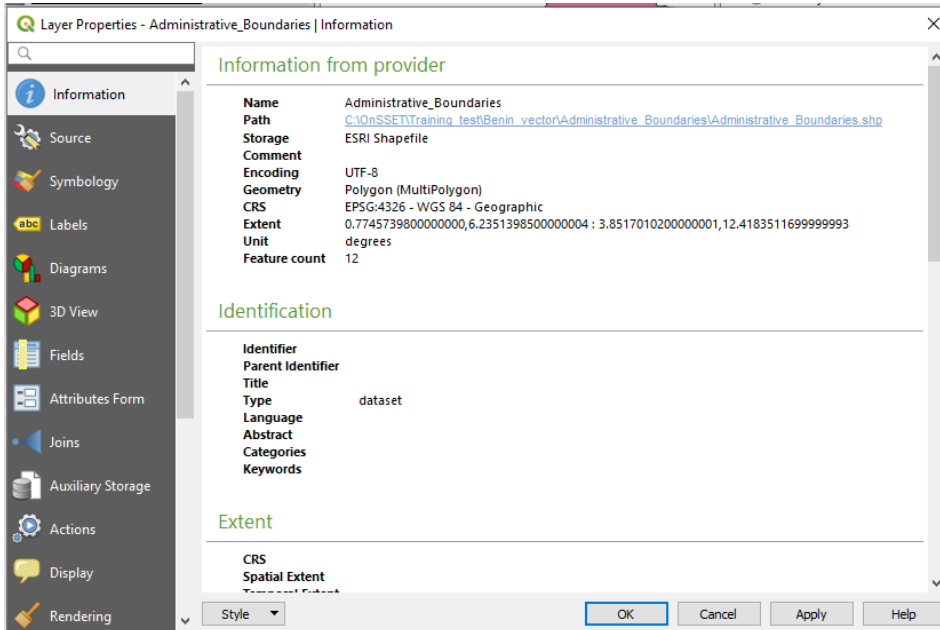 Layer Properties - Administrative_Boundaries | Information
Information
Source
Symbology
abc Labels
Diagrams
3D View
Fields
Attributes Form
Joins
Auxiliary Storage
Actions
Display
Rendering
Information from provider
Name Administrative_Boundaries
Path C:\OnSSET\Training_test\Benin_vector\Administrative_Boundaries\Administrative_Boundaries.shp
Storage ESRI Shapefile
Comment
Encoding UTF-8
Geometry Polygon (MultiPolygon)
CRS EPSG:4326 - WGS 84 - Geographic
Extent 0.7745739800000000,6.2351398500000004 : 3.8517010200000001,12.4183511699999993
Unit degrees
Feature count 12
Identification
Identifier
Parent Identifier
Title
Type dataset
Language
Abstract
Categories
Keywords
Extent
CRS
Spatial Extent
Temporal Extent
Style
OK Cancel Apply Help